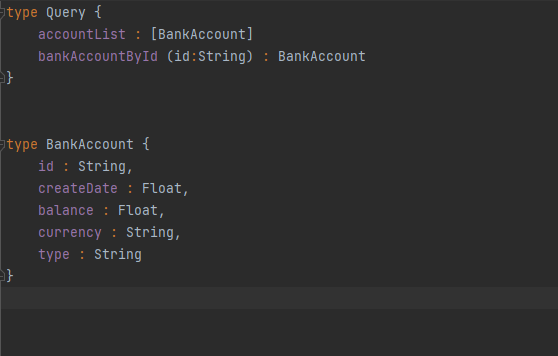 type Query {
    accountList : [BankAccount]
    bankAccountById (id:String) : BankAccount
}
type BankAccount {
    id : String,
    createDate : Float,
    balance : Float,
    currency : String,
    type : String
}